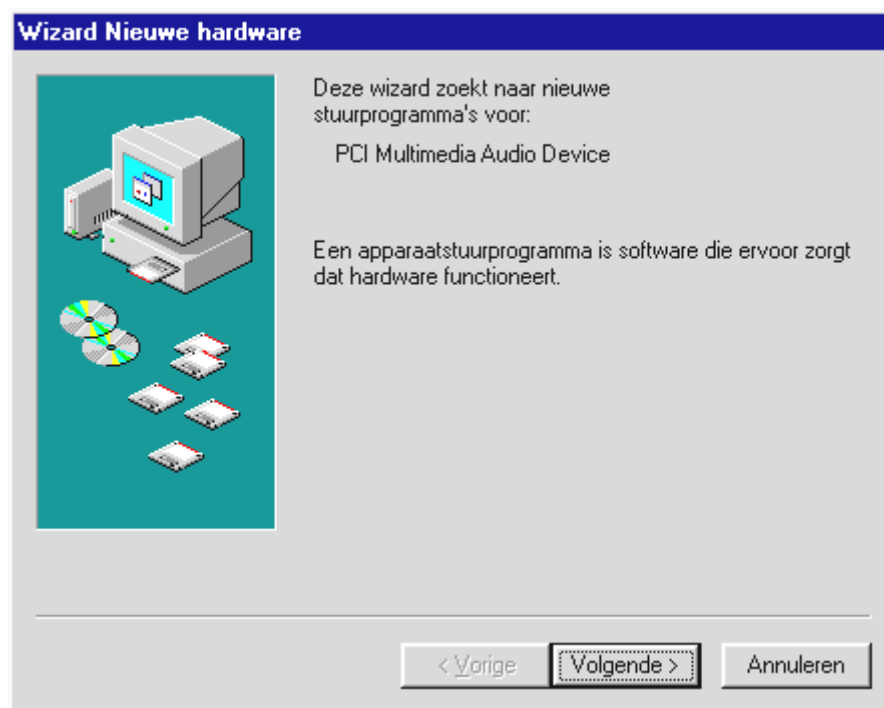 Wizard Nieuwe hardware
Deze wizard zoekt naar nieuwe
stuurprogramma's voor:
PCI Multimedia Audio Device
Een apparaatstuurprogramma is software die ervoor zorgt
dat hardware functioneert.
< Vorige
Volgende >
Annuleren